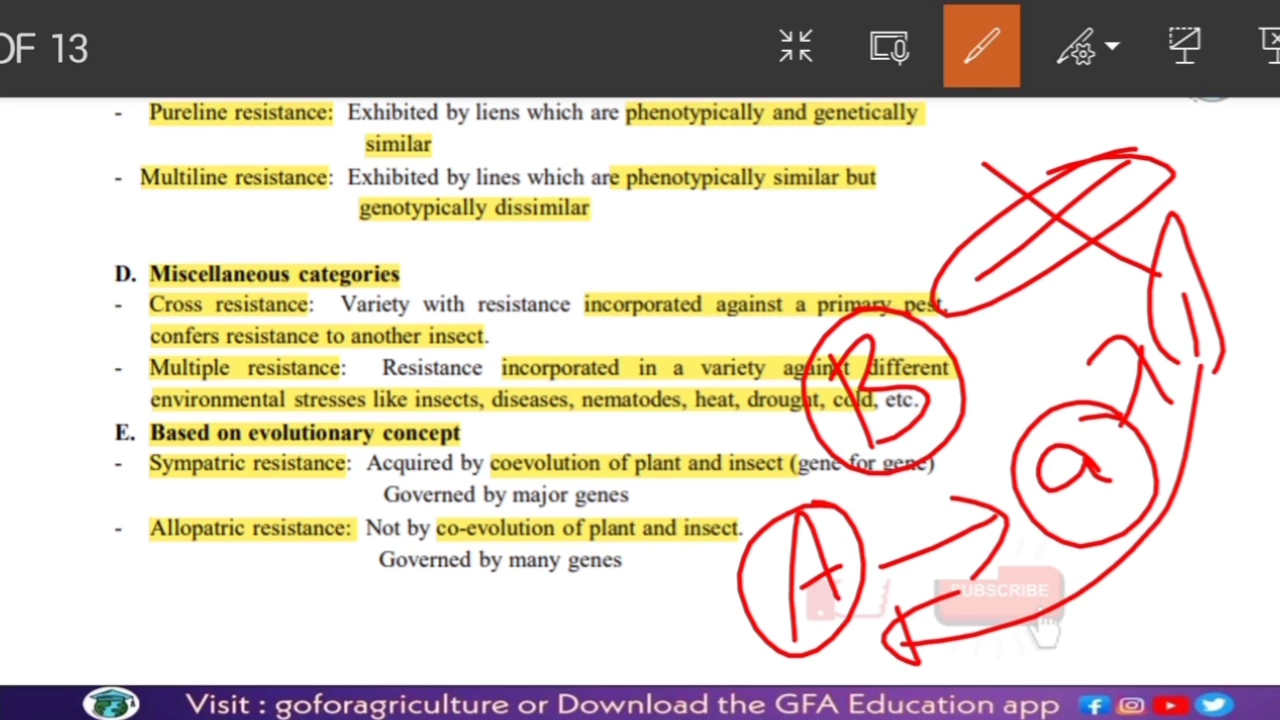 OF 13
- Pureline resistance: Exhibited by liens which are phenotypically and genetically
similar
- Multiline resistance: Exhibited by lines which are phenotypically similar but
genotypically dissimilar
D. Miscellaneous categories
- Cross resistance: Variety with resistance incorporated against a primary pest,
confers resistance to another insect.
- Multiple resistance: Resistance incorporated in a variety against different
environmental stresses like insects, diseases, nematodes, heat, drought, cold, etc.
B
E. Based on evolutionary concept
- Sympatric resistance: Acquired by coevolution of plant and insect (gene for gene)
a
Governed by major genes
- Allopatric resistance: Not by co-evolution of plant and insect.
Governed by many genes
A
SUBSCRIBE
Visit : goforagriculture or Download the GFA Education app